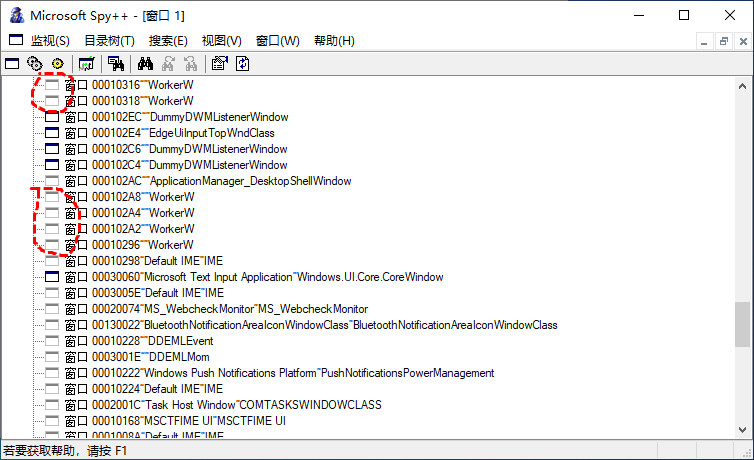 Microsoft Spy++ - [窗口 1]
监视(S) 目录树(T) 搜索(E) 视图(V) 窗口(W) 帮助(H)
窗口 00010316""WorkerW
窗口 00010318""WorkerW
窗口 000102EC""DummyDWMListenerWindow
窗口 000102E4""EdgeUiInputTopWndClass
窗口 000102C6""DummyDWMListenerWindow
窗口 000102C4""DummyDWMListenerWindow
窗口 000102AC""ApplicationManager_DesktopShellWindow
窗口 000102A8""WorkerW
窗口 000102A4""WorkerW
窗口 000102A2""WorkerW
窗口 00010296""WorkerW
窗口 00010298"Default IME"IME
窗口 00030060"Microsoft Text Input Application"Windows.UI.Core.CoreWindow
窗口 0003005E"Default IME"IME
窗口 00020074"MS_WebcheckMonitor"MS_WebcheckMonitor
窗口 00130022"BluetoothNotificationAreaIconWindowClass"BluetoothNotificationAreaIconWindowClass
窗口 00010228""DDEMLEvent
窗口 0003001E""DDEMLMom
窗口 00010222"Windows Push Notifications Platform"PushNotificationsPowerManagement
窗口 00010224"Default IME"IME
窗口 0002001C"Task Host Window"COMTASKSWINDOWCLASS
窗口 00010168"MSCTFIME UI"MSCTFIME UI
窗口 0001008A"Default IME"IME
若要获取帮助，请按 F1